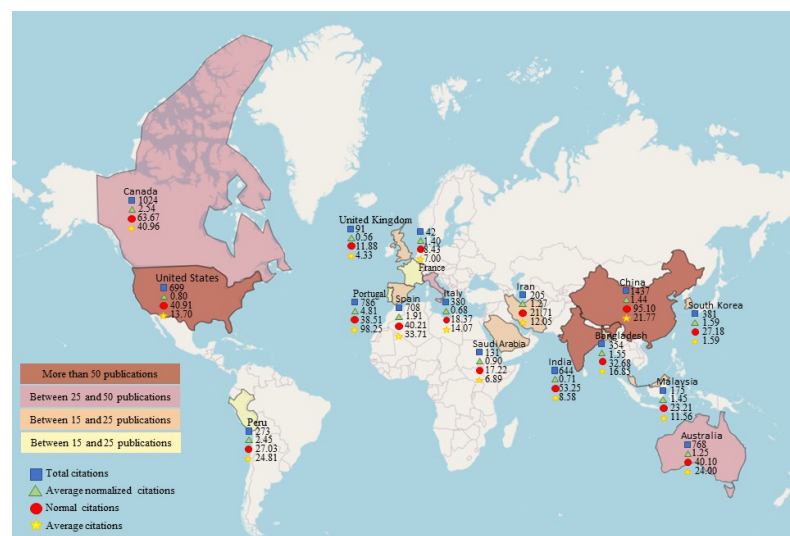 Canada
1024
2.54
63.67
40.96
United Kingdom
91
0.56
11.88
4.33
42
1.40
8.43
7.00
France
United States
699
0.80
40.91
13.70
Portugal
786
4.81
38.51
98.25
Spain
708
1.91
40.21
33.71
Italy
380
0.68
18.37
14.07
Iran
205
1.27
21.71
12.05
China
1437
1.44
95.10
21.77
South Korea
381
1.59
27.18
1.59
Saudi Arabia
131
0.90
17.22
6.89
India
644
0.71
53.25
8.58
Bangladesh
354
1.55
32.68
16.85
Malaysia
175
1.45
23.21
11.56
Australia
768
1.25
40.10
24.00
Peru
273
2.45
27.03
24.81
More than 50 publications
Between 25 and 50 publications
Between 15 and 25 publications
Between 15 and 25 publications
Total citations
Average normalized citations
Normal citations
Average citations